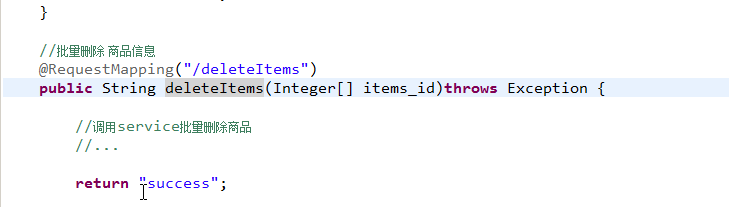 }
//批量删除 商品信息
@RequestMapping("/deleteItems")
public String deleteItems(Integer[] items_id)throws Exception {
//调用service批量删除商品
//...
return "success";